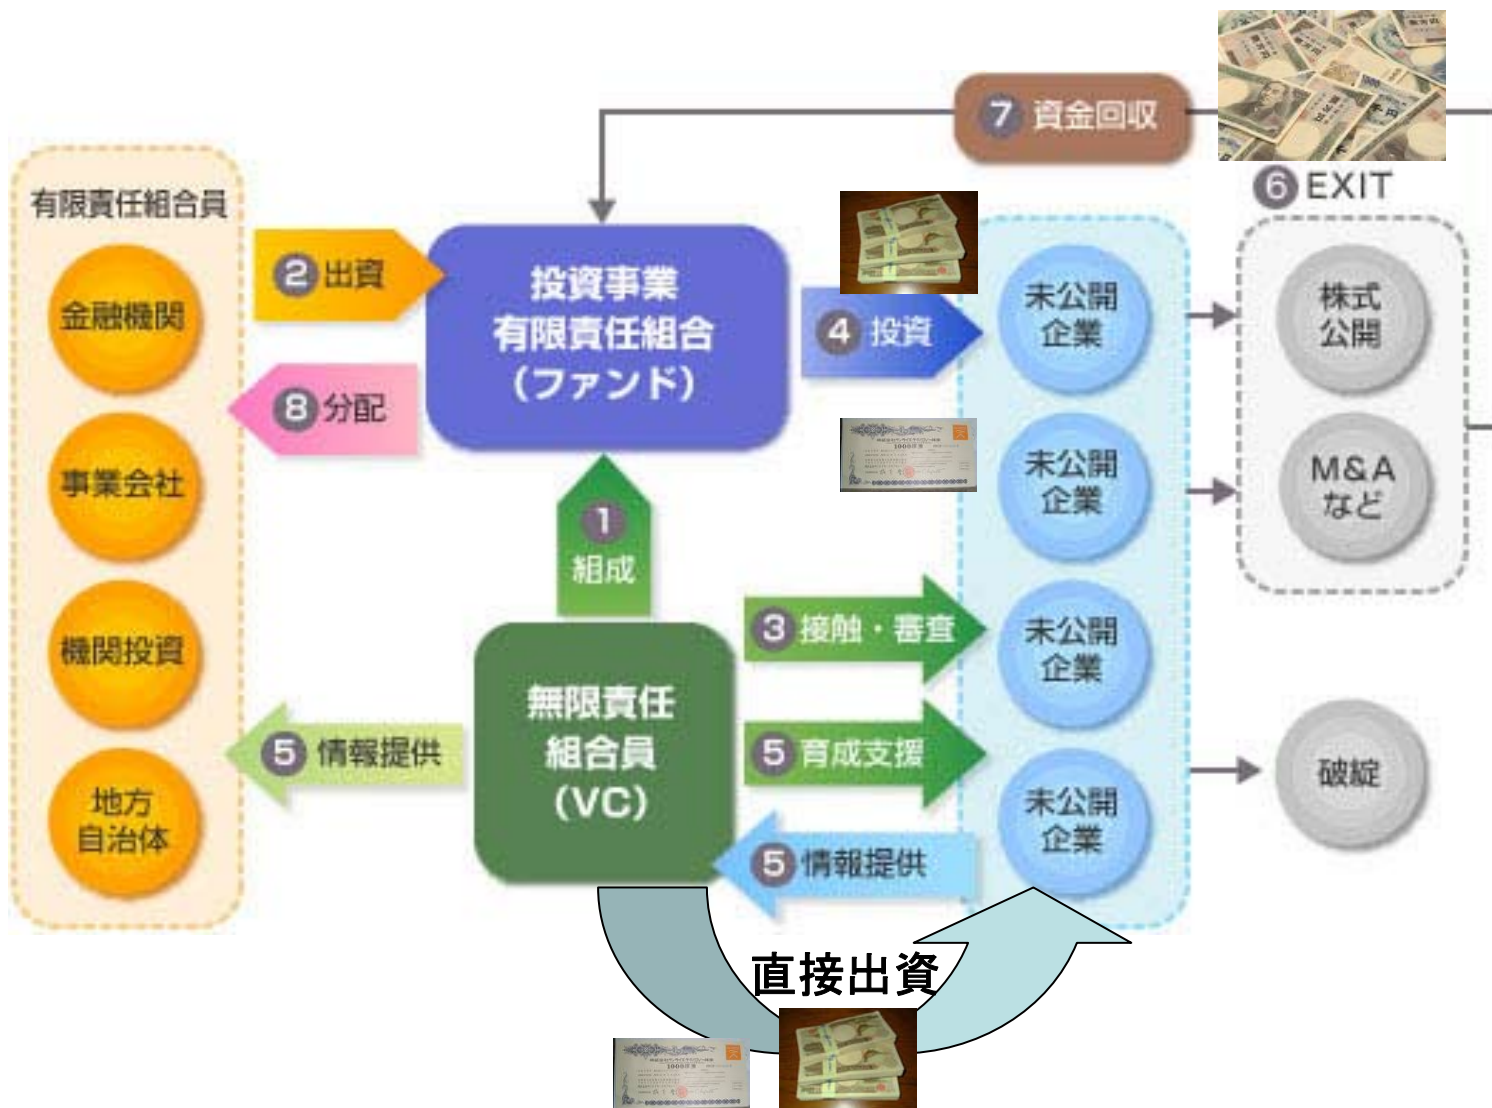 ⑦ 資金回収
⑥ EXIT
有限責任組合員
金融機関
事業会社
機関投資
地方
自治体
② 出資
⑧ 分配
投資事業
有限責任組合
(ファンド)
① 組成
無限責任
組合員
(VC)
④ 投資
③ 接触・審査
⑤ 育成支援
⑤ 情報提供
⑤ 情報提供
未公開
企業
未公開
企業
未公開
企業
未公開
企業
株式
公開
M&A
など
破綻
直接出資